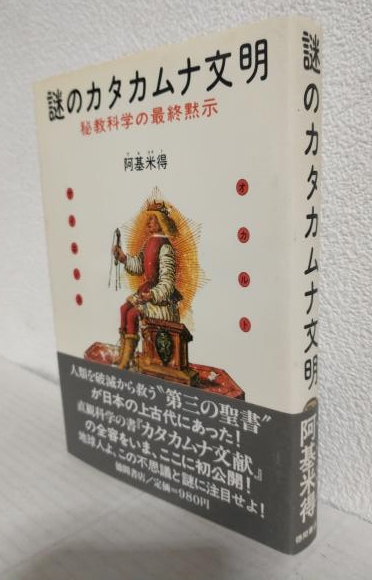 謎のカタカムナ文明
秘教科学の最終黙示
阿基米得
オカルト
人類を破滅から救う〝第三の聖書〟
が日本の上古代にあった!
直観科学の書『カタカムナ文献』
の全容をいま、ここに初公開!
地球人よ、この不思議と謎に注目せよ!
徳間書店/定価=980円
謎のカタカムナ文明
阿基米得